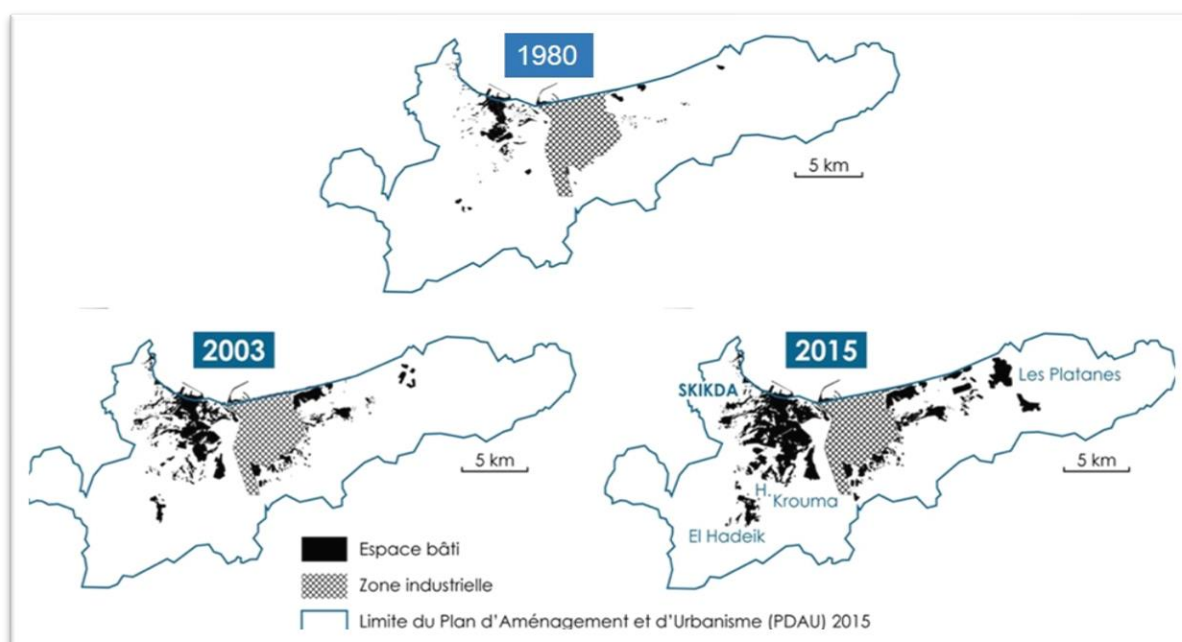 1980
5 km
2003
5 km
2015
SKIKDA
Les Platanes
5 km
H. Krouma
El Hadeik
Espace bâti
Zone industrielle
Limite du Plan d'Aménagement et d'Urbanisme (PDAU) 2015